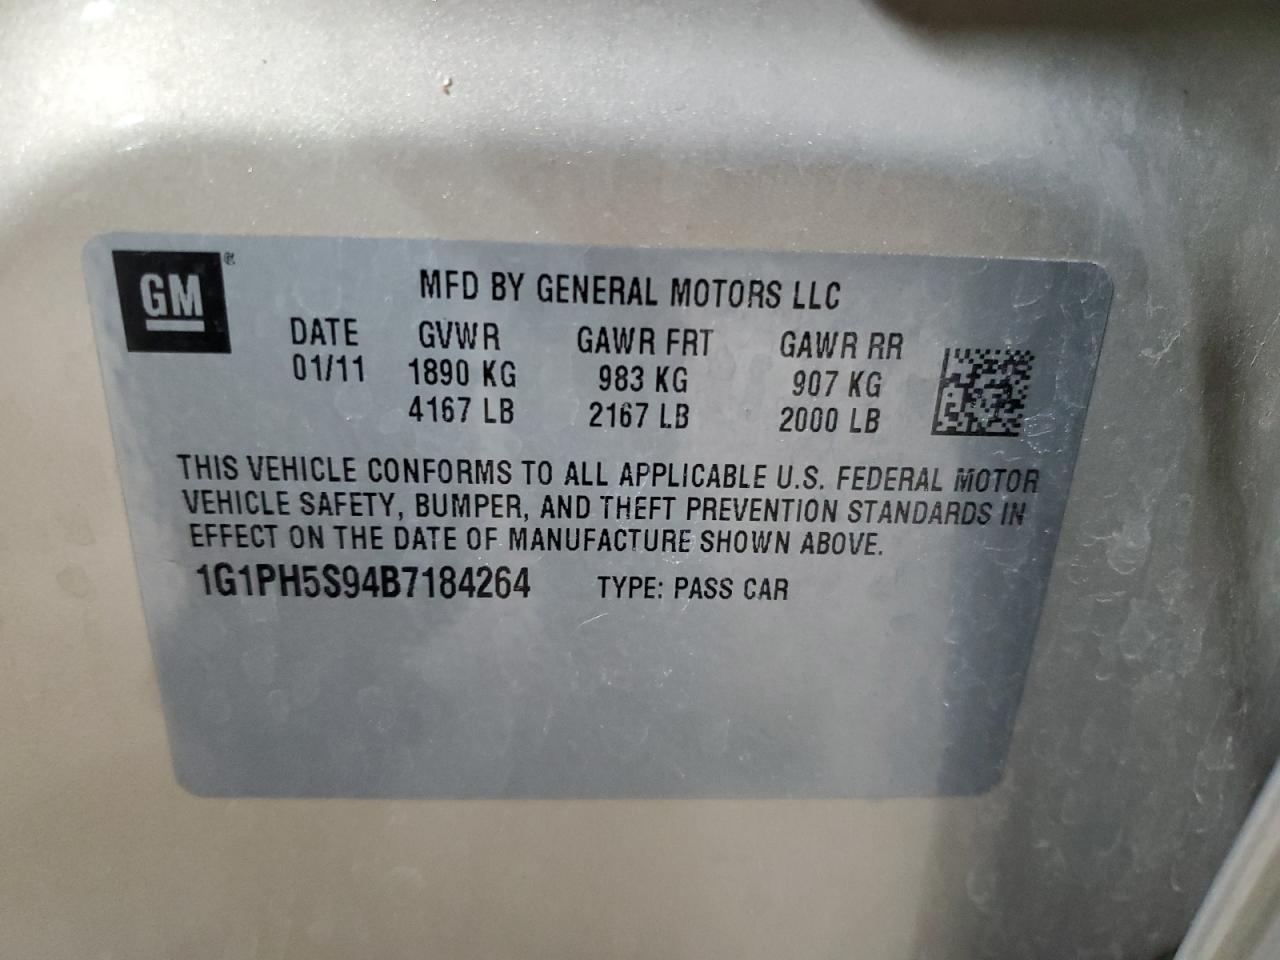 GM®
MFD BY GENERAL MOTORS LLC
DATE GVWR GAWR FRT GAWR RR
01/11 1890 KG 983 KG 907 KG
4167 LB 2167 LB 2000 LB
THIS VEHICLE CONFORMS TO ALL APPLICABLE U.S. FEDERAL MOTOR
VEHICLE SAFETY, BUMPER, AND THEFT PREVENTION STANDARDS IN
EFFECT ON THE DATE OF MANUFACTURE SHOWN ABOVE.
1G1PH5S94B7184264 TYPE: PASS CAR